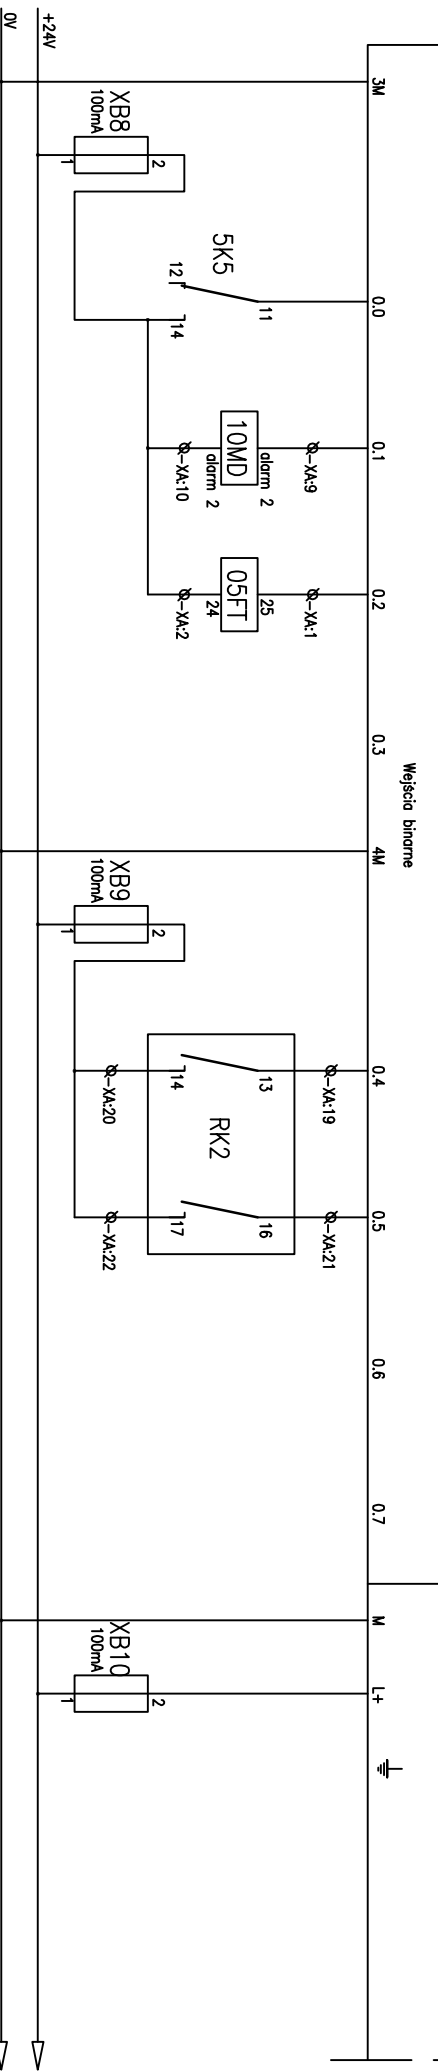 Wejścia binarne
3M
0.0
0.1
0.2
0.3
4M
0.4
0.5
0.6
0.7
M
L+
-XA:9
-XA:1
-XA:19
-XA:21
11
alarm 2
25
13
16
5K5
10MD
05FT
RK2
12
14
alarm 2
24
14
17
-XA:10
-XA:2
2
2
2
XB8
100mA
XB9
100mA
-XA:20
-XA:22
XB10
100mA
1
1
1
+24V
0V